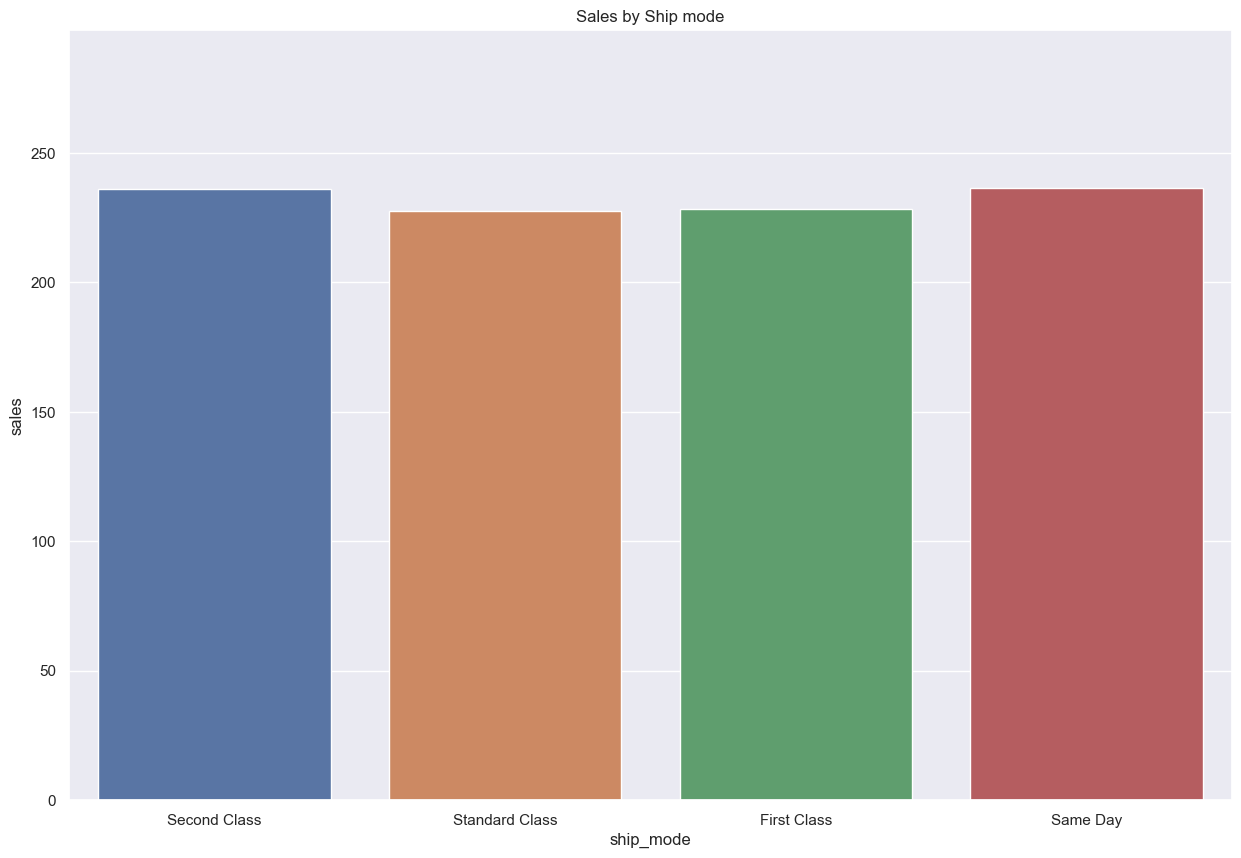 Sales by Ship mode
250
200
150
100
50
0
sales
Second Class
Standard Class
First Class
Same Day
ship_mode